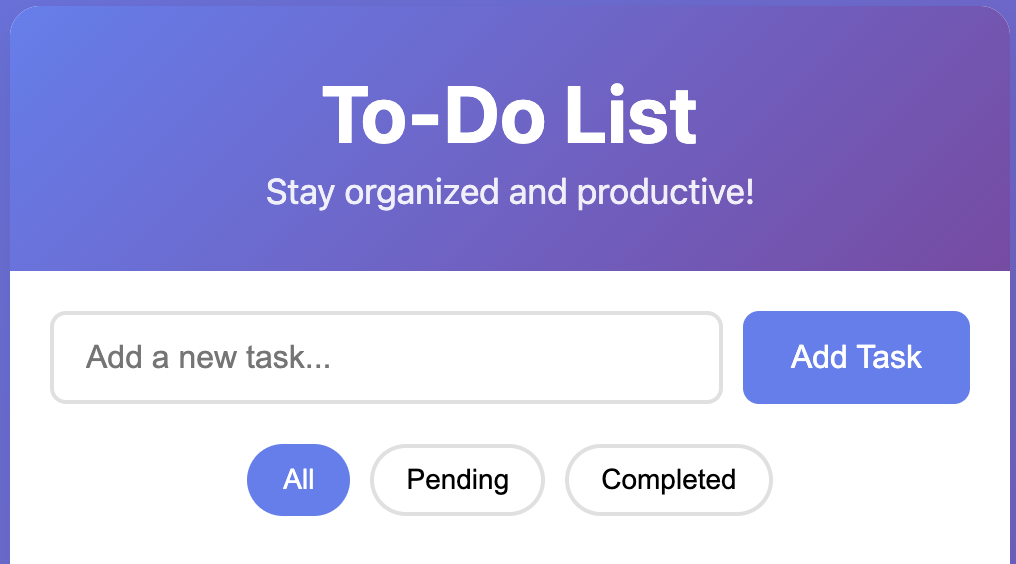 To-Do List
Stay organized and productive!
Add a new task...
Add Task
All
Pending
Completed